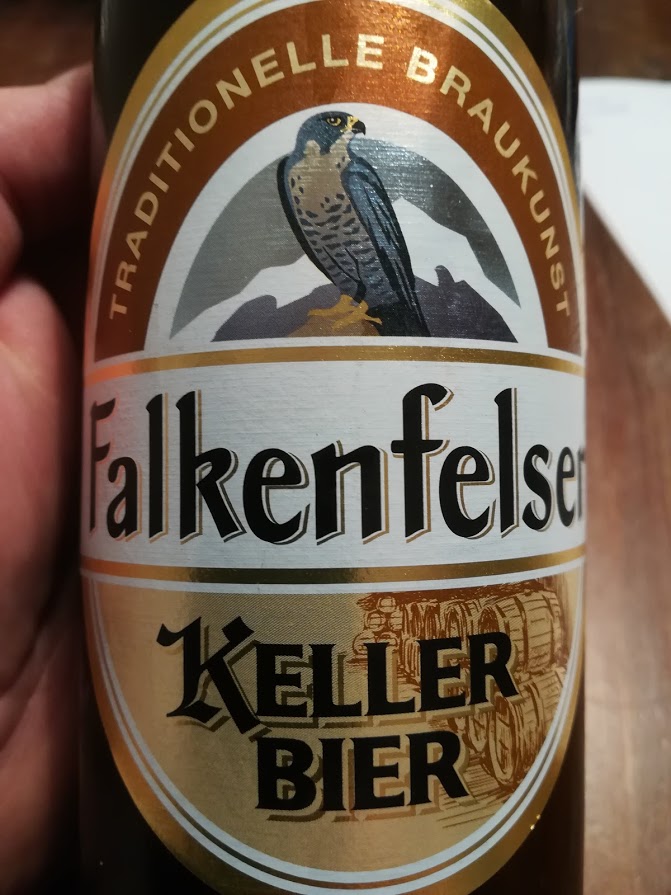 TRADITIONELLE BRAUKUNST
Falkenfelser
KELLER
BIER